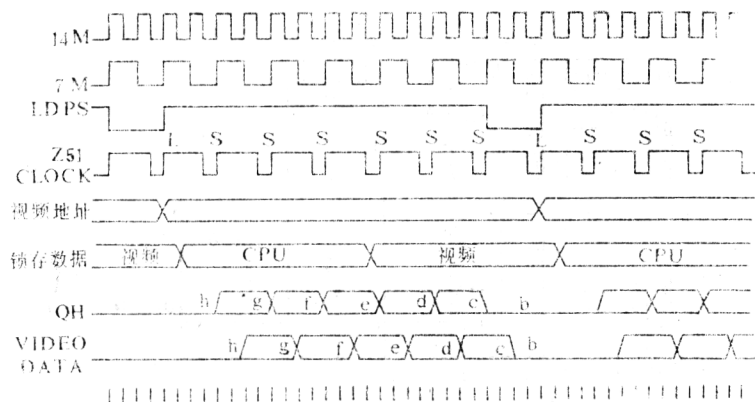 14M
7M
LDPS
L S S S S S S L S S S
Z51
CLOCK
视频地址
锁存数据 视频 CPU 视频 CPU
QH h g f e d c b
VIDEO
DATA h g f e d c b